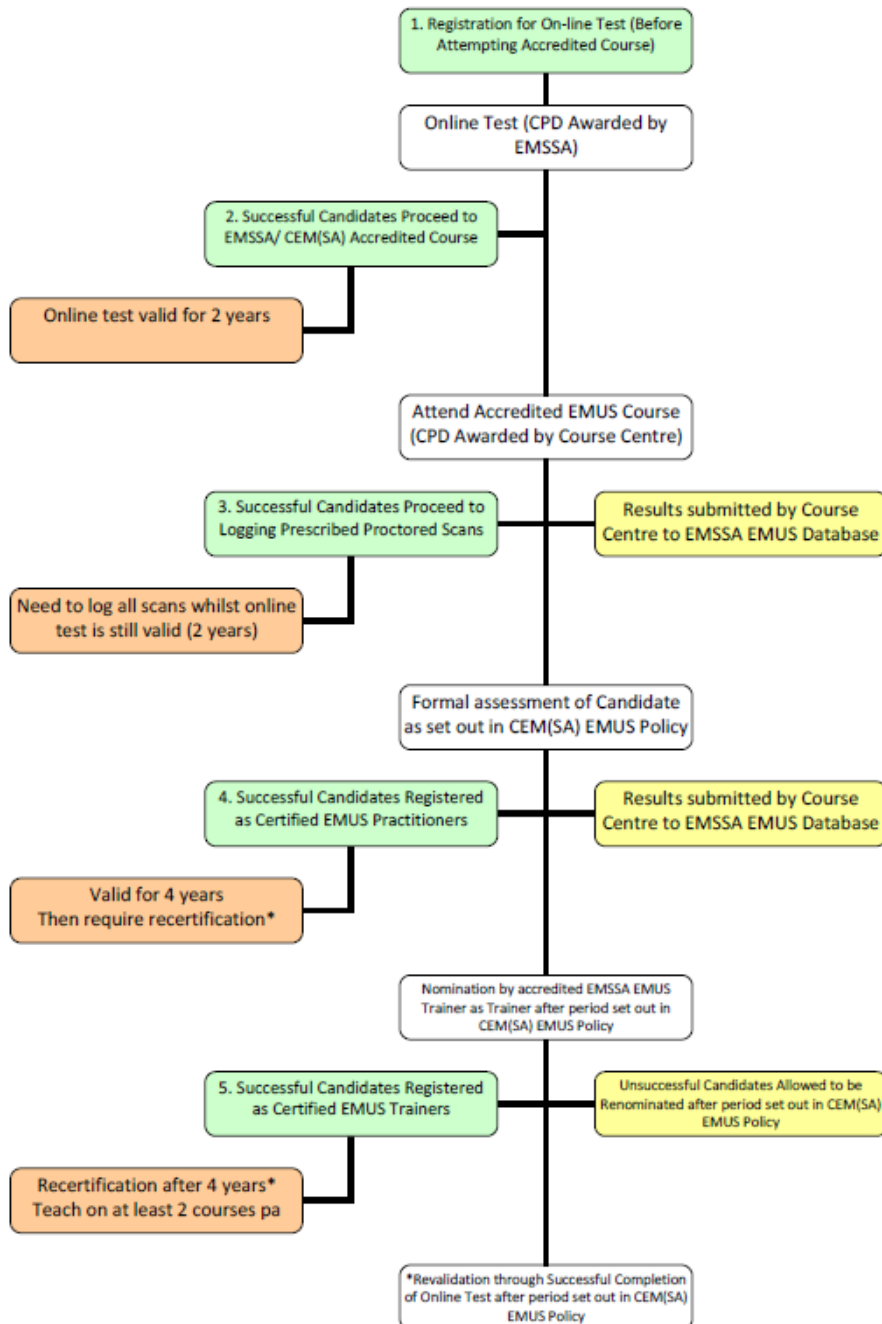 1. Registration for On-line Test (Before
Attempting Accredited Course)
Online Test (CPD Awarded by
EMSSA)
2. Successful Candidates Proceed to
EMSSA/ CEM(SA) Accredited Course
Online test valid for 2 years
Attend Accredited EMUS Course
(CPD Awarded by Course Centre)
3. Successful Candidates Proceed to
Logging Prescribed Proctored Scans
Results submitted by Course
Centre to EMSSA EMUS Database
Need to log all scans whilst online
test is still valid (2 years)
Formal assessment of Candidate
as set out in CEM(SA) EMUS Policy
4. Successful Candidates Registered
as Certified EMUS Practitioners
Results submitted by Course
Centre to EMSSA EMUS Database
Valid for 4 years
Then require recertification*
Nomination by accredited EMSSA EMUS
Trainer as Trainer after period set out in
CEM(SA) EMUS Policy
5. Successful Candidates Registered
as Certified EMUS Trainers
Unsuccessful Candidates Allowed to be
Renominated after period set out in CEM(SA)
EMUS Policy
Recertification after 4 years*
Teach on at least 2 courses pa
*Revalidation through Successful Completion
of Online Test after period set out in CEM(SA)
EMUS Policy